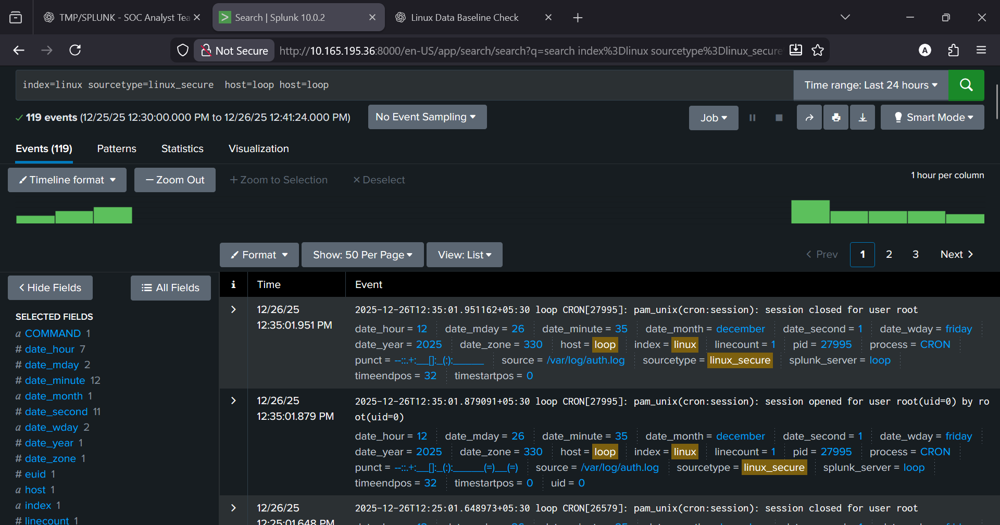 TMP/SPLUNK - SOC Analyst Tea
Search | Splunk 10.0.2
Linux Data Baseline Check
Not Secure
http://10.165.195.36:8000/en-US/app/search/search?q=search index%3Dlinux sourcetype%3Dlinux_secure
A
index=linux sourcetype=linux_secure  host=loop host=loop
Time range: Last 24 hours
119 events (12/25/25 12:30:00.000 PM to 12/26/25 12:41:24.000 PM)
No Event Sampling
Job
Smart Mode
Events (119)
Patterns
Statistics
Visualization
Timeline format
Zoom Out
+ Zoom to Selection
× Deselect
1 hour per column
Format
Show: 50 Per Page
View: List
< Prev
1
2
3
Next >
< Hide Fields
All Fields
i
Time
Event
SELECTED FIELDS
a COMMAND 1
# date_hour 7
# date_mday 2
# date_minute 12
a date_month 1
# date_second 11
a date_wday 2
# date_year 1
# date_zone 1
# euid 1
a host 1
a index 1
# linecount 1
12/26/25
12:35:01.951 PM
2025-12-26T12:35:01.951162+05:30 loop CRON[27995]: pam_unix(cron:session): session closed for user root
date_hour = 12 date_mday = 26 date_minute = 35 date_month = december date_second = 1 date_wday = friday
date_year = 2025 date_zone = 330 host = loop index = linux linecount = 1 pid = 27995 process = CRON
punct = --::.+:___[]:_(:):______ source = /var/log/auth.log sourcetype = linux_secure splunk_server = loop
timeendpos = 32 timestartpos = 0
12/26/25
12:35:01.879 PM
2025-12-26T12:35:01.879091+05:30 loop CRON[27995]: pam_unix(cron:session): session opened for user root(uid=0) by ro
ot(uid=0)
date_hour = 12 date_mday = 26 date_minute = 35 date_month = december date_second = 1 date_wday = friday
date_year = 2025 date_zone = 330 host = loop index = linux linecount = 1 pid = 27995 process = CRON
punct = --::.+:___[]:_(:):______(=)__(=) source = /var/log/auth.log sourcetype = linux_secure splunk_server = loop
timeendpos = 32 timestartpos = 0 uid = 0
12/26/25
12:25:01.648 PM
2025-12-26T12:25:01.648973+05:30 loop CRON[26579]: pam_unix(cron:session): session closed for user root